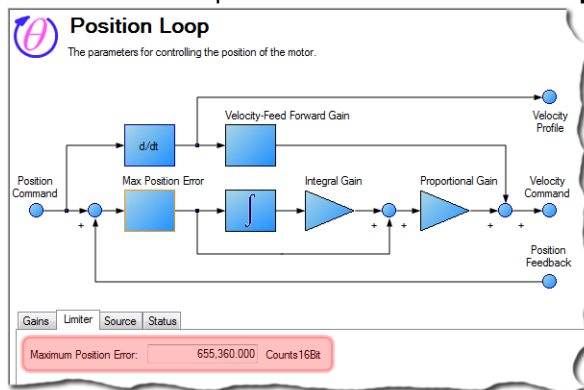 Position Loop
The parameters for controlling the position of the motor.
Velocity-Feed Forward Gain
Velocity
Profile
d/dt
Position
Command
Max Position Error
Integral Gain
Proportional Gain
Velocity
Command
∫
+
+
+
+
+
Position
Feedback
Gains Limiter Source Status
Maximum Position Error: 655,360.000 Counts16Bit